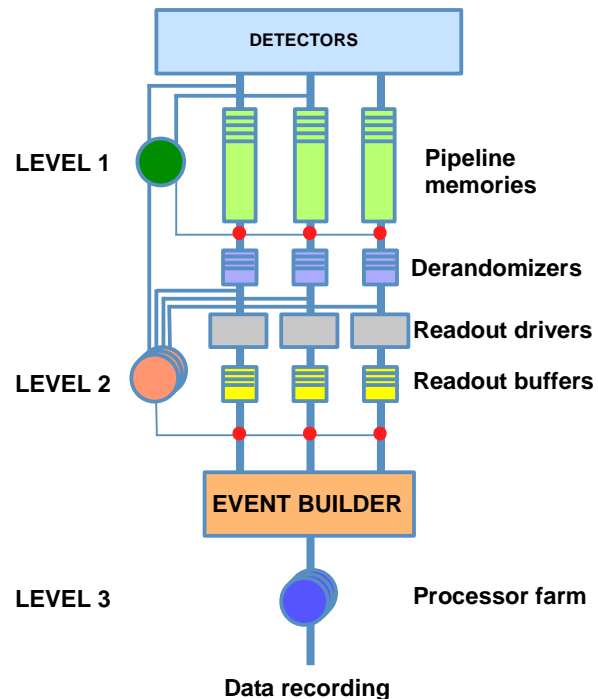 DETECTORS
LEVEL 1
Pipeline
memories
Derandomizers
Readout drivers
LEVEL 2
Readout buffers
EVENT BUILDER
LEVEL 3
Processor farm
Data recording